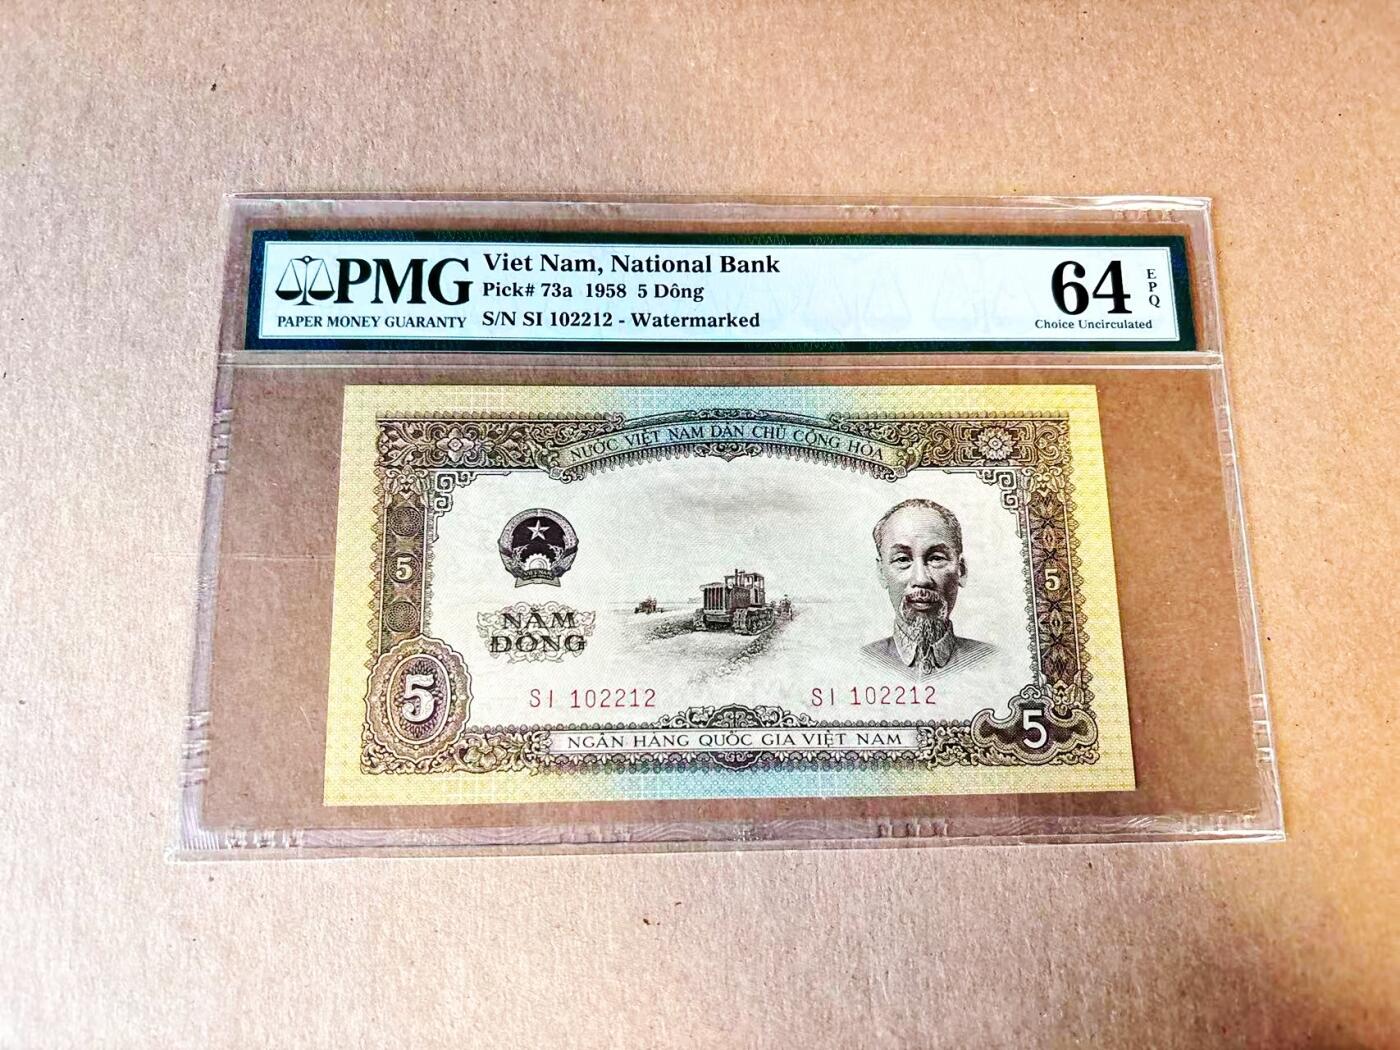 PMG
PAPER MONEY GUARANTY
Viet Nam, National Bank
Pick# 73a 1958 5 Dông
S/N SI 102212 - Watermarked
64 EPQ
Choice Uncirculated
NƯỚC VIỆT NAM DÂN CHỦ CỘNG HÒA
5
5
NĂM
ĐỒNG
SI 102212
SI 102212
5
5
NGÂN HÀNG QUỐC GIA VIỆT NAM